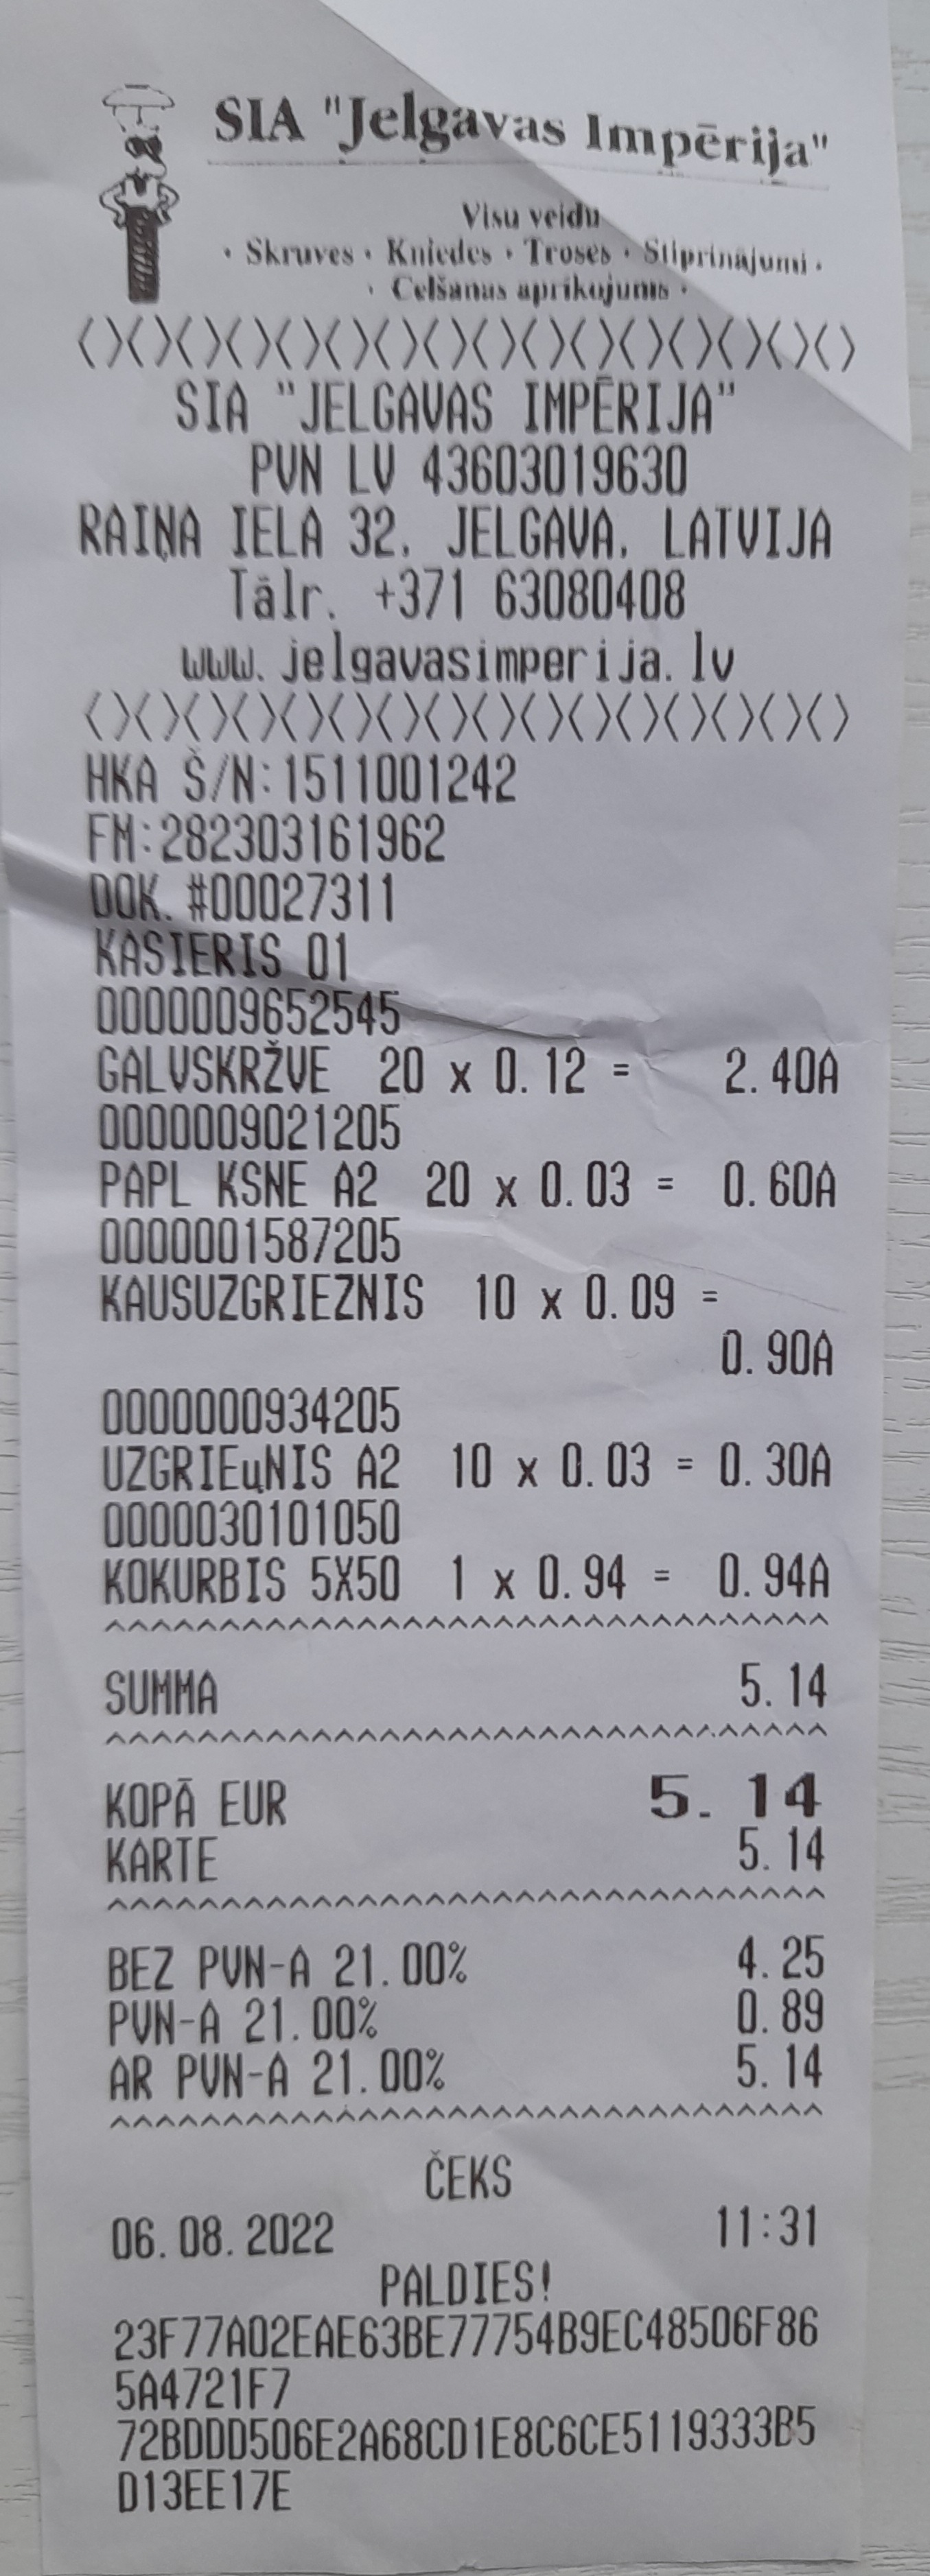 SIA "Jelgavas Impērija"
Visu veidu
· Skrūves · Kniedes · Troses · Stiprinājumi ·
· Celšanas aprīkojums ·
SIA "JELGAVAS IMPĒRIJA"
PVN LV 43603019630
RAIŅA IELA 32, JELGAVA, LATVIJA
Tālr. +371 63080408
www.jelgavasimperija.lv
HKA Š/N:1511001242
FM:282303161962
DOK. #00027311
KASIERIS 01
0000009652545
GALVSKRŽVE 20 x 0.12 = 2.40A
0000009021205
PAPL KSNE A2 20 x 0.03 = 0.60A
0000001587205
KAUSUZGRIEZNIS 10 x 0.09 =
0.90A
0000000934205
UZGRIEųNIS A2 10 x 0.03 = 0.30A
0000030101050
KOKURBIS 5X50 1 x 0.94 = 0.94A
^^^^^^^^^^^^^^^^^^^^^^^^^^^^^^^^
SUMMA 5.14
^^^^^^^^^^^^^^^^^^^^^^^^^^^^^^^^
KOPĀ EUR 5.14
KARTE 5.14
^^^^^^^^^^^^^^^^^^^^^^^^^^^^^^^^
BEZ PVN-A 21.00% 4.25
PVN-A 21.00% 0.89
AR PVN-A 21.00% 5.14
^^^^^^^^^^^^^^^^^^^^^^^^^^^^^^^^
ČEKS
06.08.2022 11:31
PALDIES!
23F77A02EAE63BE77754B9EC48506F86
5A4721F7
72BDDD506E2A68CD1E8C6CE5119333B5
D13EE17E